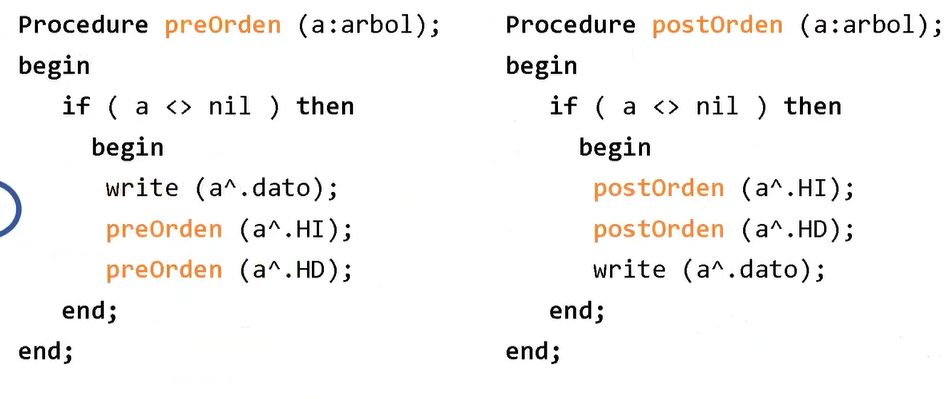 Procedure preOrden (a:arbol);
begin
if ( a <> nil ) then
begin
write (a^.dato);
preOrden (a^.HI);
preOrden (a^.HD);
end;
end;
Procedure postOrden (a:arbol);
begin
if ( a <> nil ) then
begin
postOrden (a^.HI);
postOrden (a^.HD);
write (a^.dato);
end;
end;